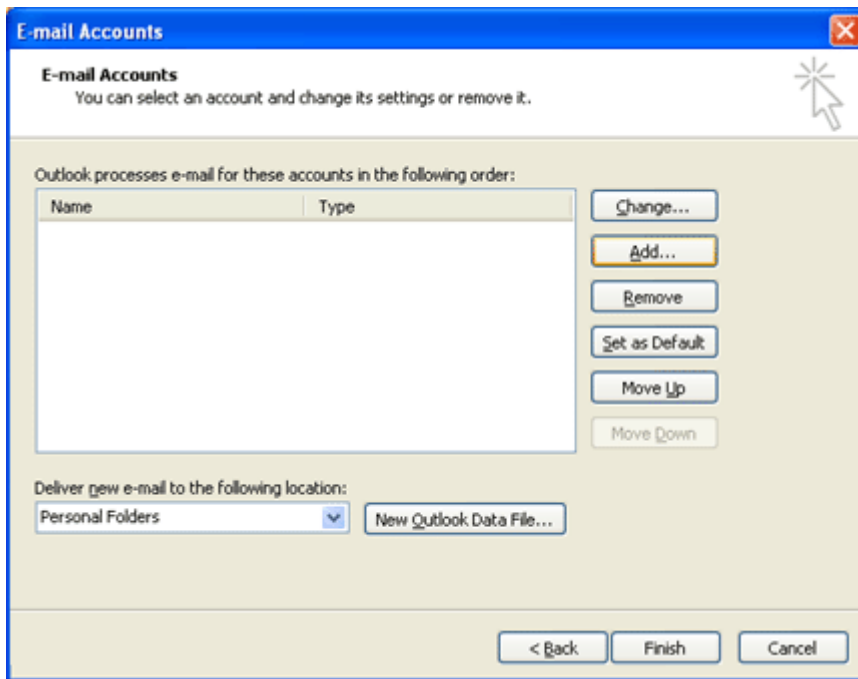 E-mail Accounts
E-mail Accounts
You can select an account and change its settings or remove it.
Outlook processes e-mail for these accounts in the following order:
Name Type
Change...
Add...
Remove
Set as Default
Move Up
Move Down
Deliver new e-mail to the following location:
Personal Folders New Outlook Data File...
< Back Finish Cancel